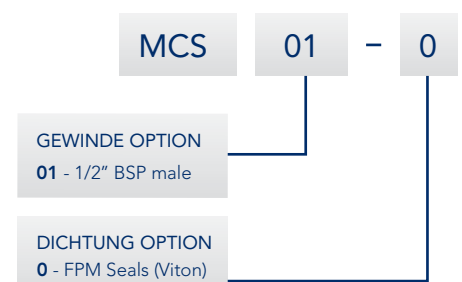 MCS 01 – 0
GEWINDE OPTION
01 - 1/2" BSP male
DICHTUNG OPTION
0 - FPM Seals (Viton)